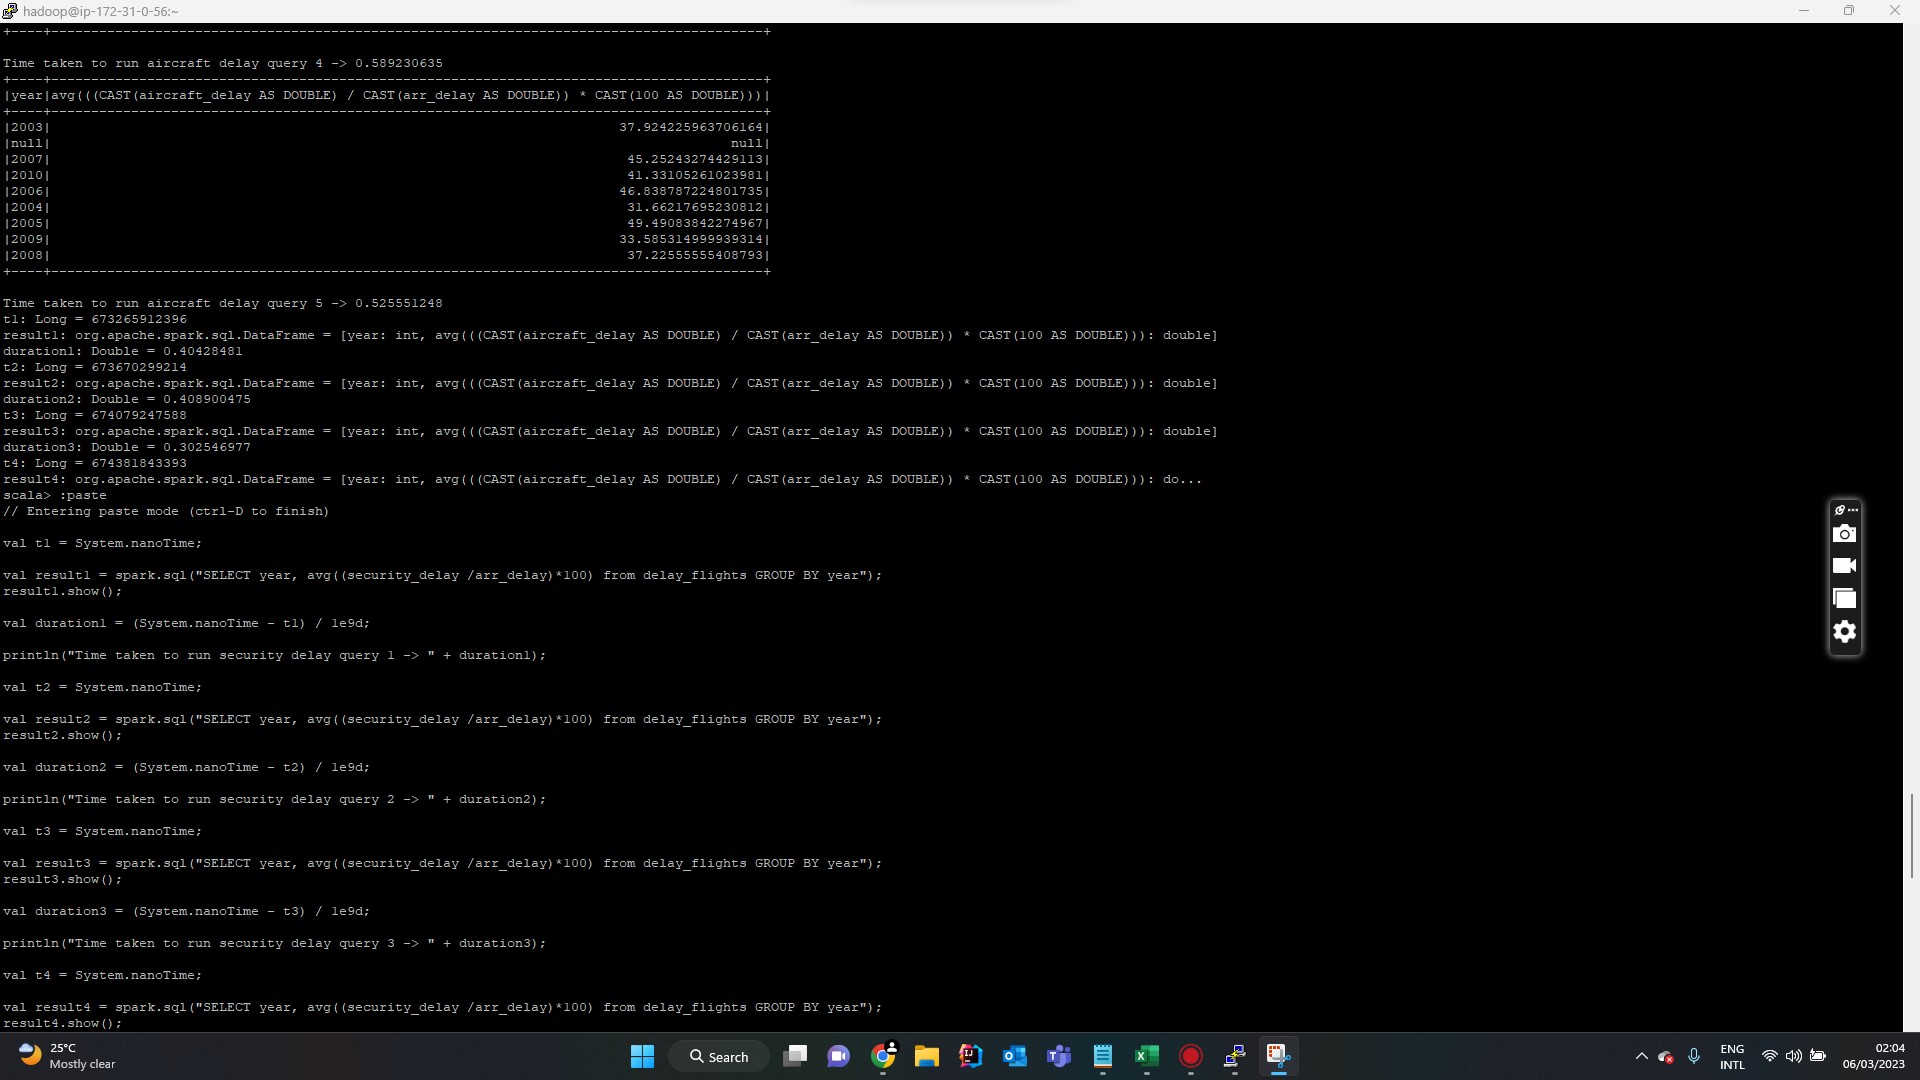 hadoop@ip-172-31-0-56:~
+----+-----------------------------------------------------------------------------------------+
Time taken to run aircraft delay query 4 -> 0.589230635
+----+-----------------------------------------------------------------------------------------+
|year|avg(((CAST(aircraft_delay AS DOUBLE) / CAST(arr_delay AS DOUBLE)) * CAST(100 AS DOUBLE)))|
+----+-----------------------------------------------------------------------------------------+
|2003| 37.924225963706164|
|null| null|
|2007| 45.25243274429113|
|2010| 41.33105261023981|
|2006| 46.838787224801735|
|2004| 31.66217695230812|
|2005| 49.49083842274967|
|2009| 33.585314999939314|
|2008| 37.22555555408793|
+----+-----------------------------------------------------------------------------------------+
Time taken to run aircraft delay query 5 -> 0.525551248
t1: Long = 673265912396
result1: org.apache.spark.sql.DataFrame = [year: int, avg(((CAST(aircraft_delay AS DOUBLE) / CAST(arr_delay AS DOUBLE)) * CAST(100 AS DOUBLE))): double]
duration1: Double = 0.40428481
t2: Long = 673670299214
result2: org.apache.spark.sql.DataFrame = [year: int, avg(((CAST(aircraft_delay AS DOUBLE) / CAST(arr_delay AS DOUBLE)) * CAST(100 AS DOUBLE))): double]
duration2: Double = 0.408900475
t3: Long = 674079247588
result3: org.apache.spark.sql.DataFrame = [year: int, avg(((CAST(aircraft_delay AS DOUBLE) / CAST(arr_delay AS DOUBLE)) * CAST(100 AS DOUBLE))): double]
duration3: Double = 0.302546977
t4: Long = 674381843393
result4: org.apache.spark.sql.DataFrame = [year: int, avg(((CAST(aircraft_delay AS DOUBLE) / CAST(arr_delay AS DOUBLE)) * CAST(100 AS DOUBLE))): do...
scala> :paste
// Entering paste mode (ctrl-D to finish)
val t1 = System.nanoTime;
val result1 = spark.sql("SELECT year, avg((security_delay /arr_delay)*100) from delay_flights GROUP BY year");
result1.show();
val duration1 = (System.nanoTime - t1) / 1e9d;
println("Time taken to run security delay query 1 -> " + duration1);
val t2 = System.nanoTime;
val result2 = spark.sql("SELECT year, avg((security_delay /arr_delay)*100) from delay_flights GROUP BY year");
result2.show();
val duration2 = (System.nanoTime - t2) / 1e9d;
println("Time taken to run security delay query 2 -> " + duration2);
val t3 = System.nanoTime;
val result3 = spark.sql("SELECT year, avg((security_delay /arr_delay)*100) from delay_flights GROUP BY year");
result3.show();
val duration3 = (System.nanoTime - t3) / 1e9d;
println("Time taken to run security delay query 3 -> " + duration3);
val t4 = System.nanoTime;
val result4 = spark.sql("SELECT year, avg((security_delay /arr_delay)*100) from delay_flights GROUP BY year");
result4.show();
25°C
Mostly clear
Search
ENG
INTL
02:04
06/03/2023